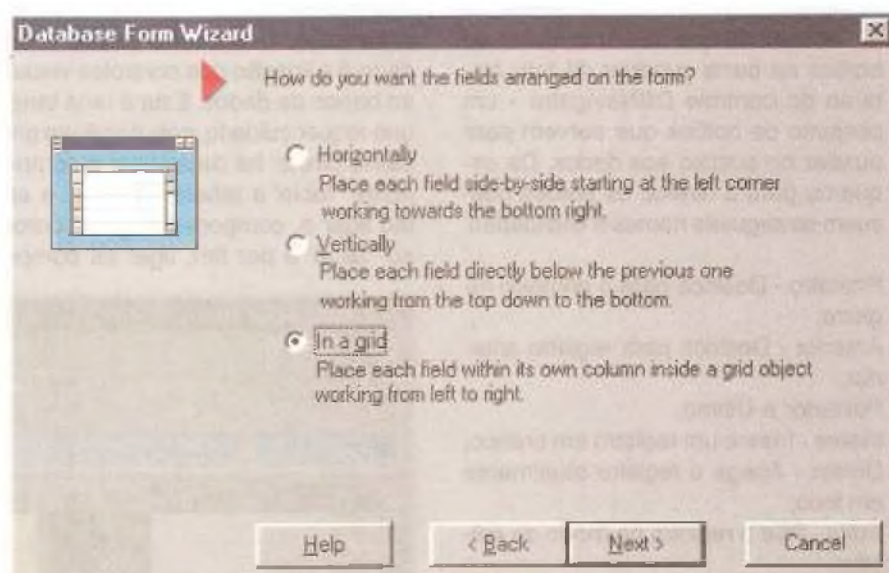 Database Form Wizard
How do you want the fields arranged on the form?
Horizontally
Place each field side-by-side starting at the left corner
working towards the bottom right.
Vertically
Place each field directly below the previous one
working from the top down to the bottom.
In a grid
Place each field within its own column inside a grid object
working from left to right.
Help
< Back
Next >
Cancel